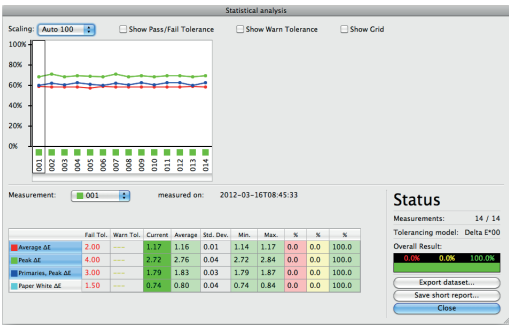 Statistical analysis
Scaling: Auto 100 Show Pass/Fail Tolerance Show Warn Tolerance Show Grid
100%
80%
60%
40%
20%
0%
001 002 003 004 005 006 007 008 009 010 011 012 013 014
Measurement: 001 measured on: 2012-03-16T08:45:33
Fail Tol. Warn Tol. Current Average Std. Dev. Min. Max. % % %
Average ΔE 2.00 ---- 1.17 1.16 0.01 1.14 1.17 0.0 0.0 100.0
Peak ΔE 4.00 ---- 2.72 2.76 0.04 2.72 2.84 0.0 0.0 100.0
Primaries, Peak ΔE 3.00 ---- 1.79 1.83 0.03 1.79 1.87 0.0 0.0 100.0
Paper White ΔE 1.50 ---- 0.74 0.80 0.04 0.74 0.84 0.0 0.0 100.0
Status
Measurements: 14 / 14
Tolerancing model: Delta E*00
Overall Result:
0.0% 0.0% 100.0%
Export dataset...
Save short report...
Close